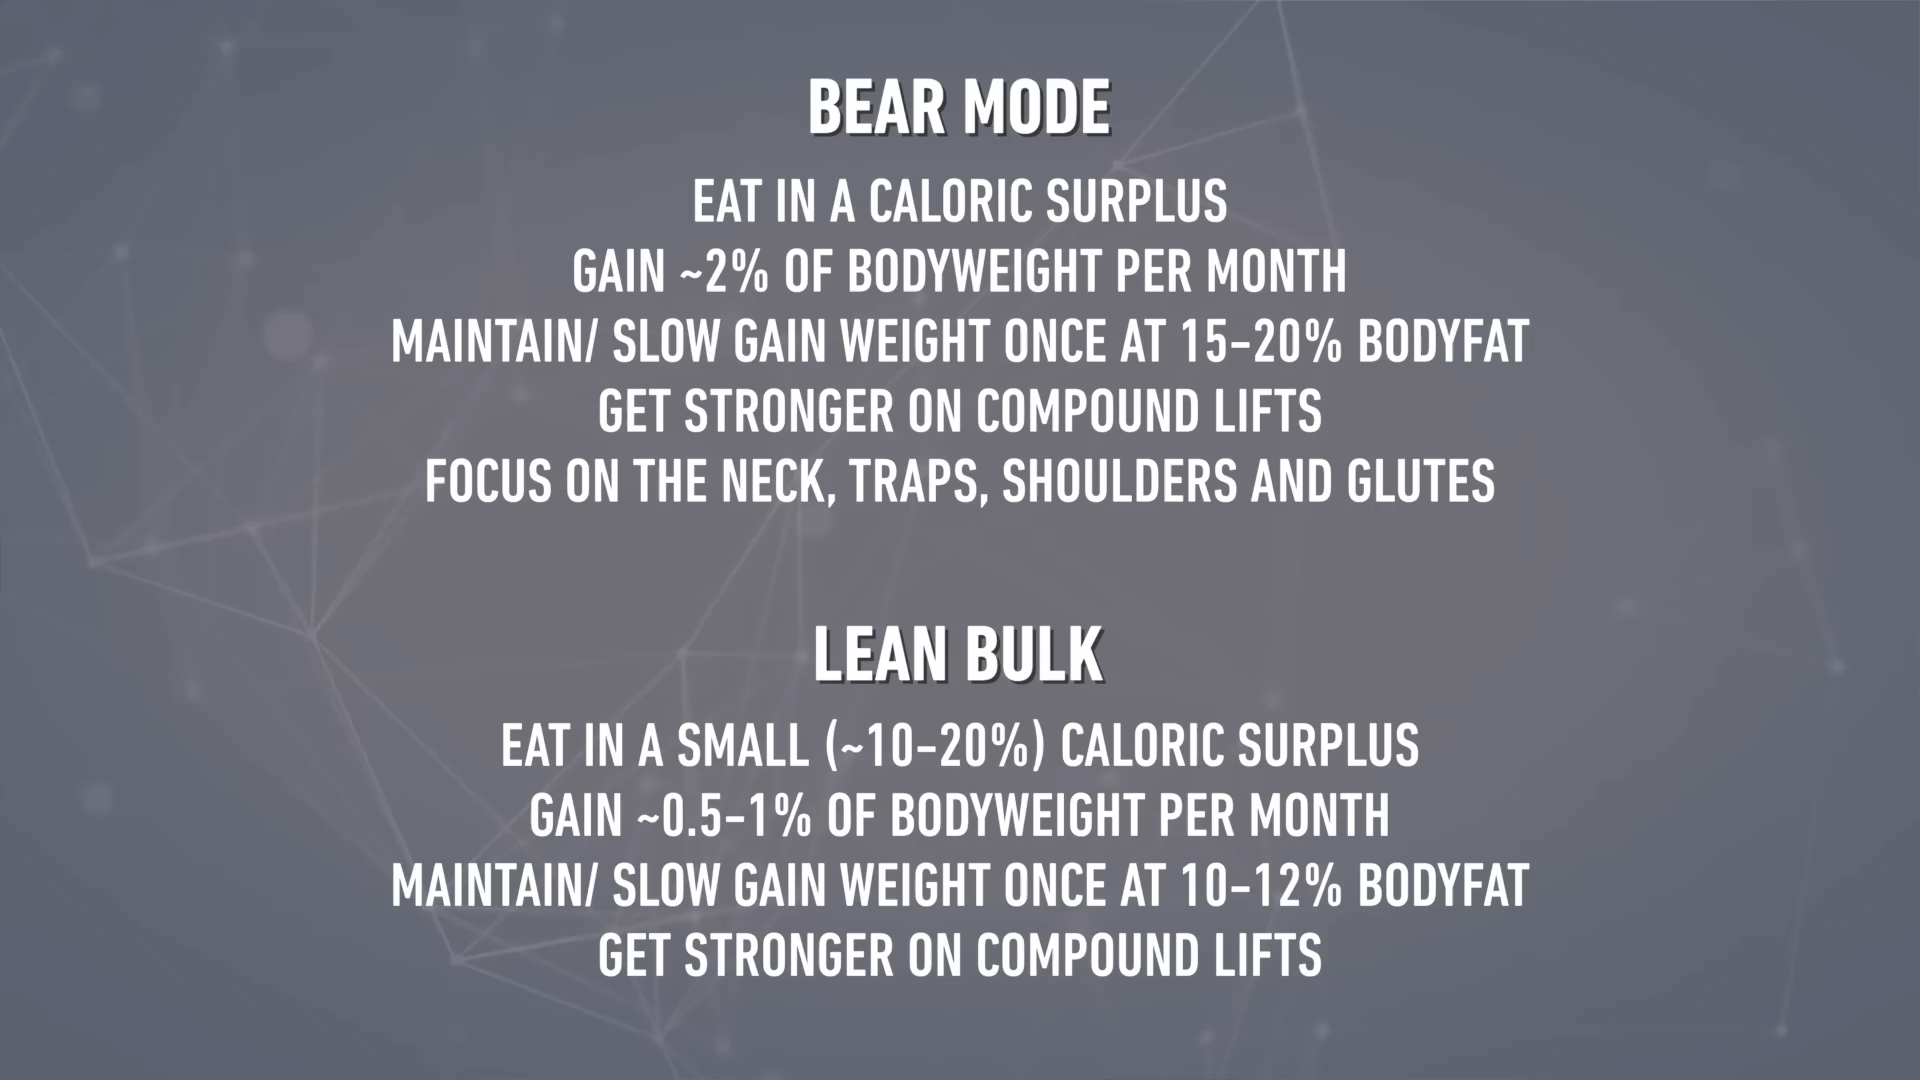 BEAR MODE
EAT IN A CALORIC SURPLUS
GAIN ~2% OF BODYWEIGHT PER MONTH
MAINTAIN/ SLOW GAIN WEIGHT ONCE AT 15-20% BODYFAT
GET STRONGER ON COMPOUND LIFTS
FOCUS ON THE NECK, TRAPS, SHOULDERS AND GLUTES
LEAN BULK
EAT IN A SMALL (~10-20%) CALORIC SURPLUS
GAIN ~0.5-1% OF BODYWEIGHT PER MONTH
MAINTAIN/ SLOW GAIN WEIGHT ONCE AT 10-12% BODYFAT
GET STRONGER ON COMPOUND LIFTS